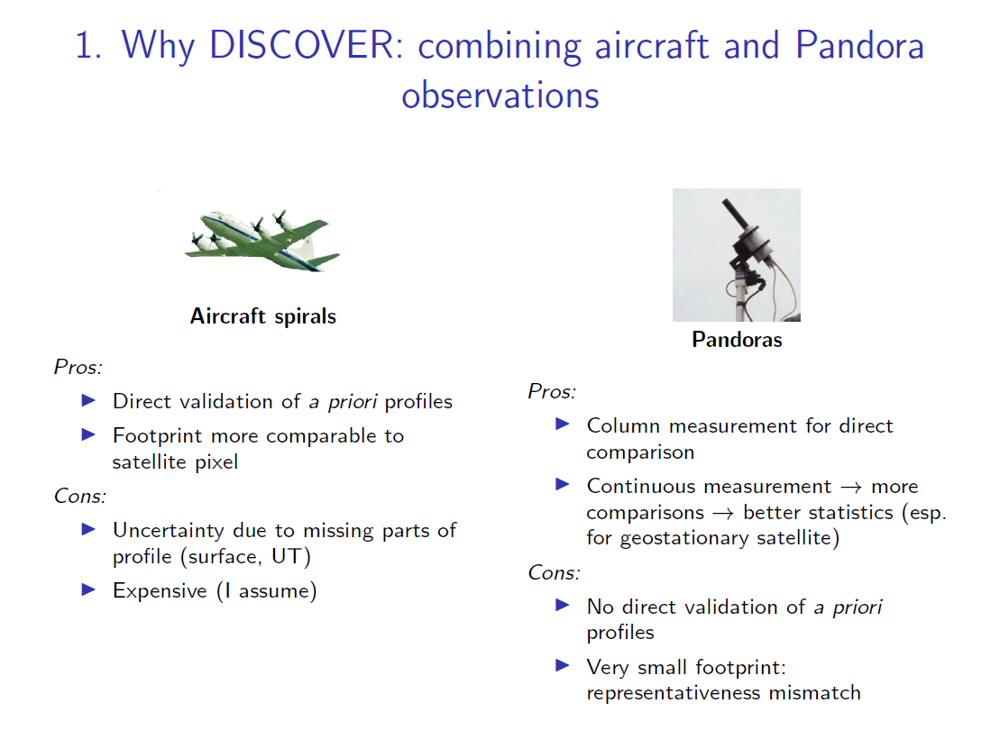 1. Why DISCOVER: combining aircraft and Pandora
observations
Aircraft spirals
Pros:
▶ Direct validation of a priori profiles
▶ Footprint more comparable to
satellite pixel
Cons:
▶ Uncertainty due to missing parts of
profile (surface, UT)
▶ Expensive (I assume)
Pandoras
Pros:
▶ Column measurement for direct
comparison
▶ Continuous measurement → more
comparisons → better statistics (esp.
for geostationary satellite)
Cons:
▶ No direct validation of a priori
profiles
▶ Very small footprint:
representativeness mismatch